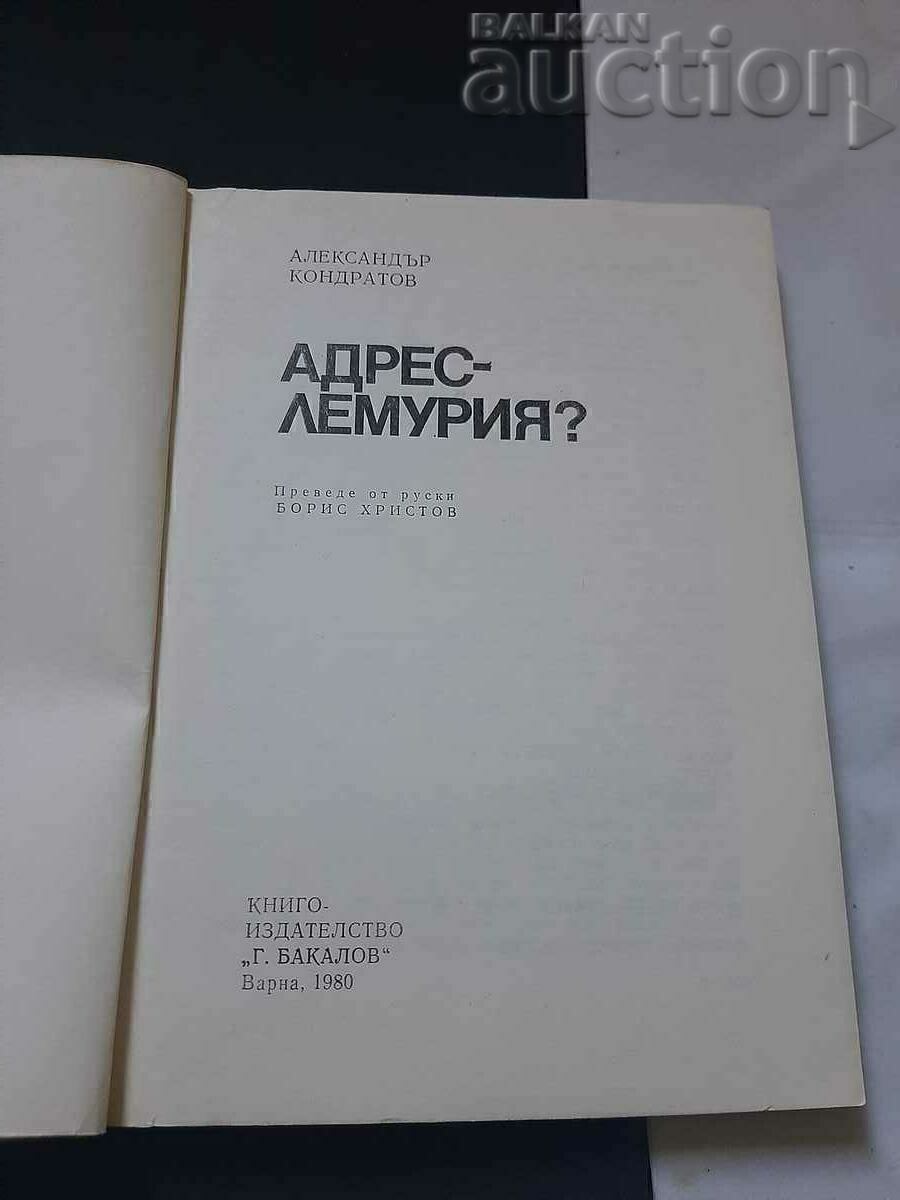 BALKAN
auction
АЛЕКСАНДЪР
КОНДРАТОВ
АДРЕС-
ЛЕМУРИЯ?
Преведе от руски
БОРИС ХРИСТОВ
КНИГО-
ИЗДАТЕЛСТВО
„Г. БАКАЛОВ“
Варна, 1980